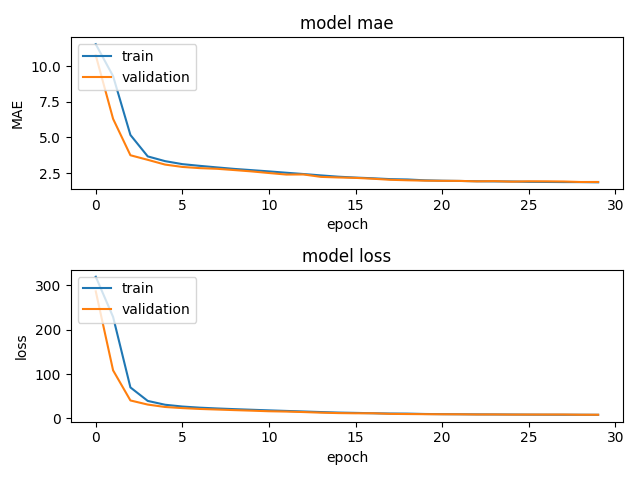 model mae
train
validation
10.0
7.5
5.0
2.5
MAE
0 5 10 15 20 25 30
epoch
model loss
train
validation
300
200
100
0
loss
0 5 10 15 20 25 30
epoch